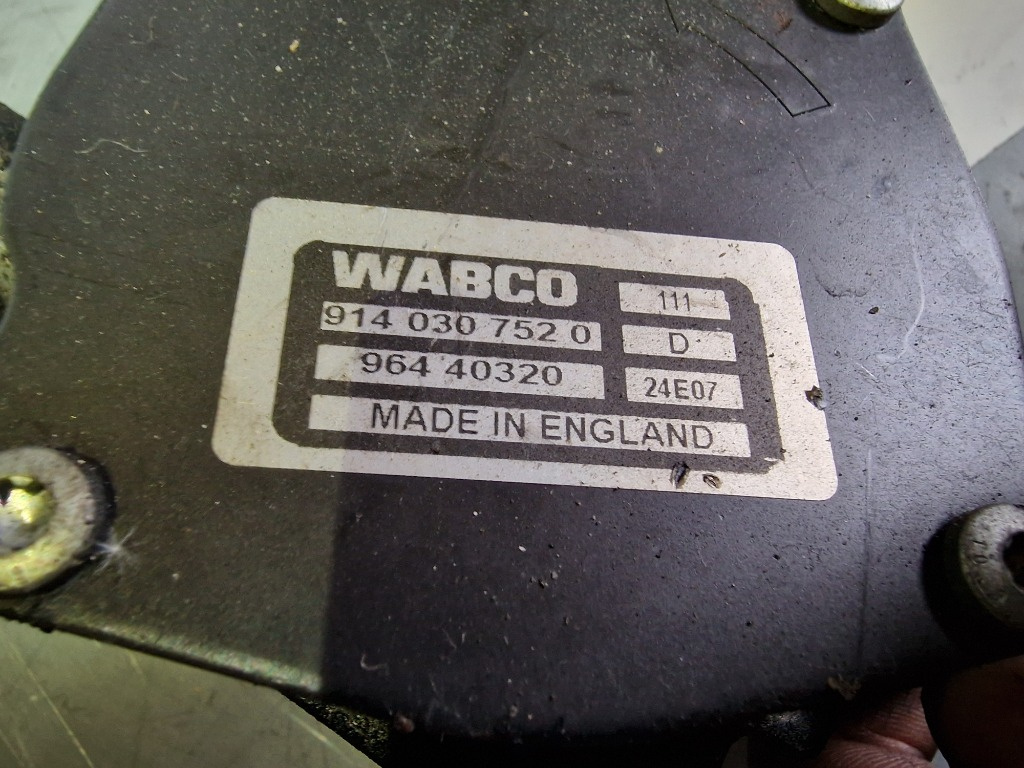 WABCO 111
914 030 752 0 D
964 40320 24E07
MADE IN ENGLAND